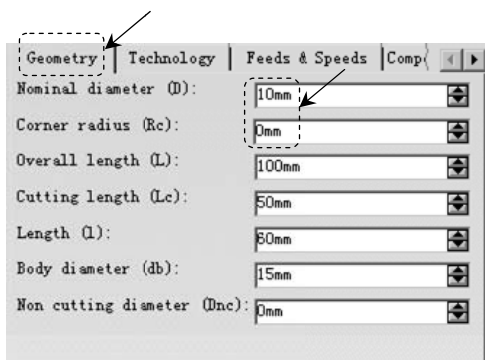 Geometry Technology Feeds & Speeds Comp
Nominal diameter (D): 10mm
Corner radius (Rc): 0mm
Overall length (L): 100mm
Cutting length (Lc): 50mm
Length (l): 60mm
Body diameter (db): 15mm
Non cutting diameter (Dnc): 0mm